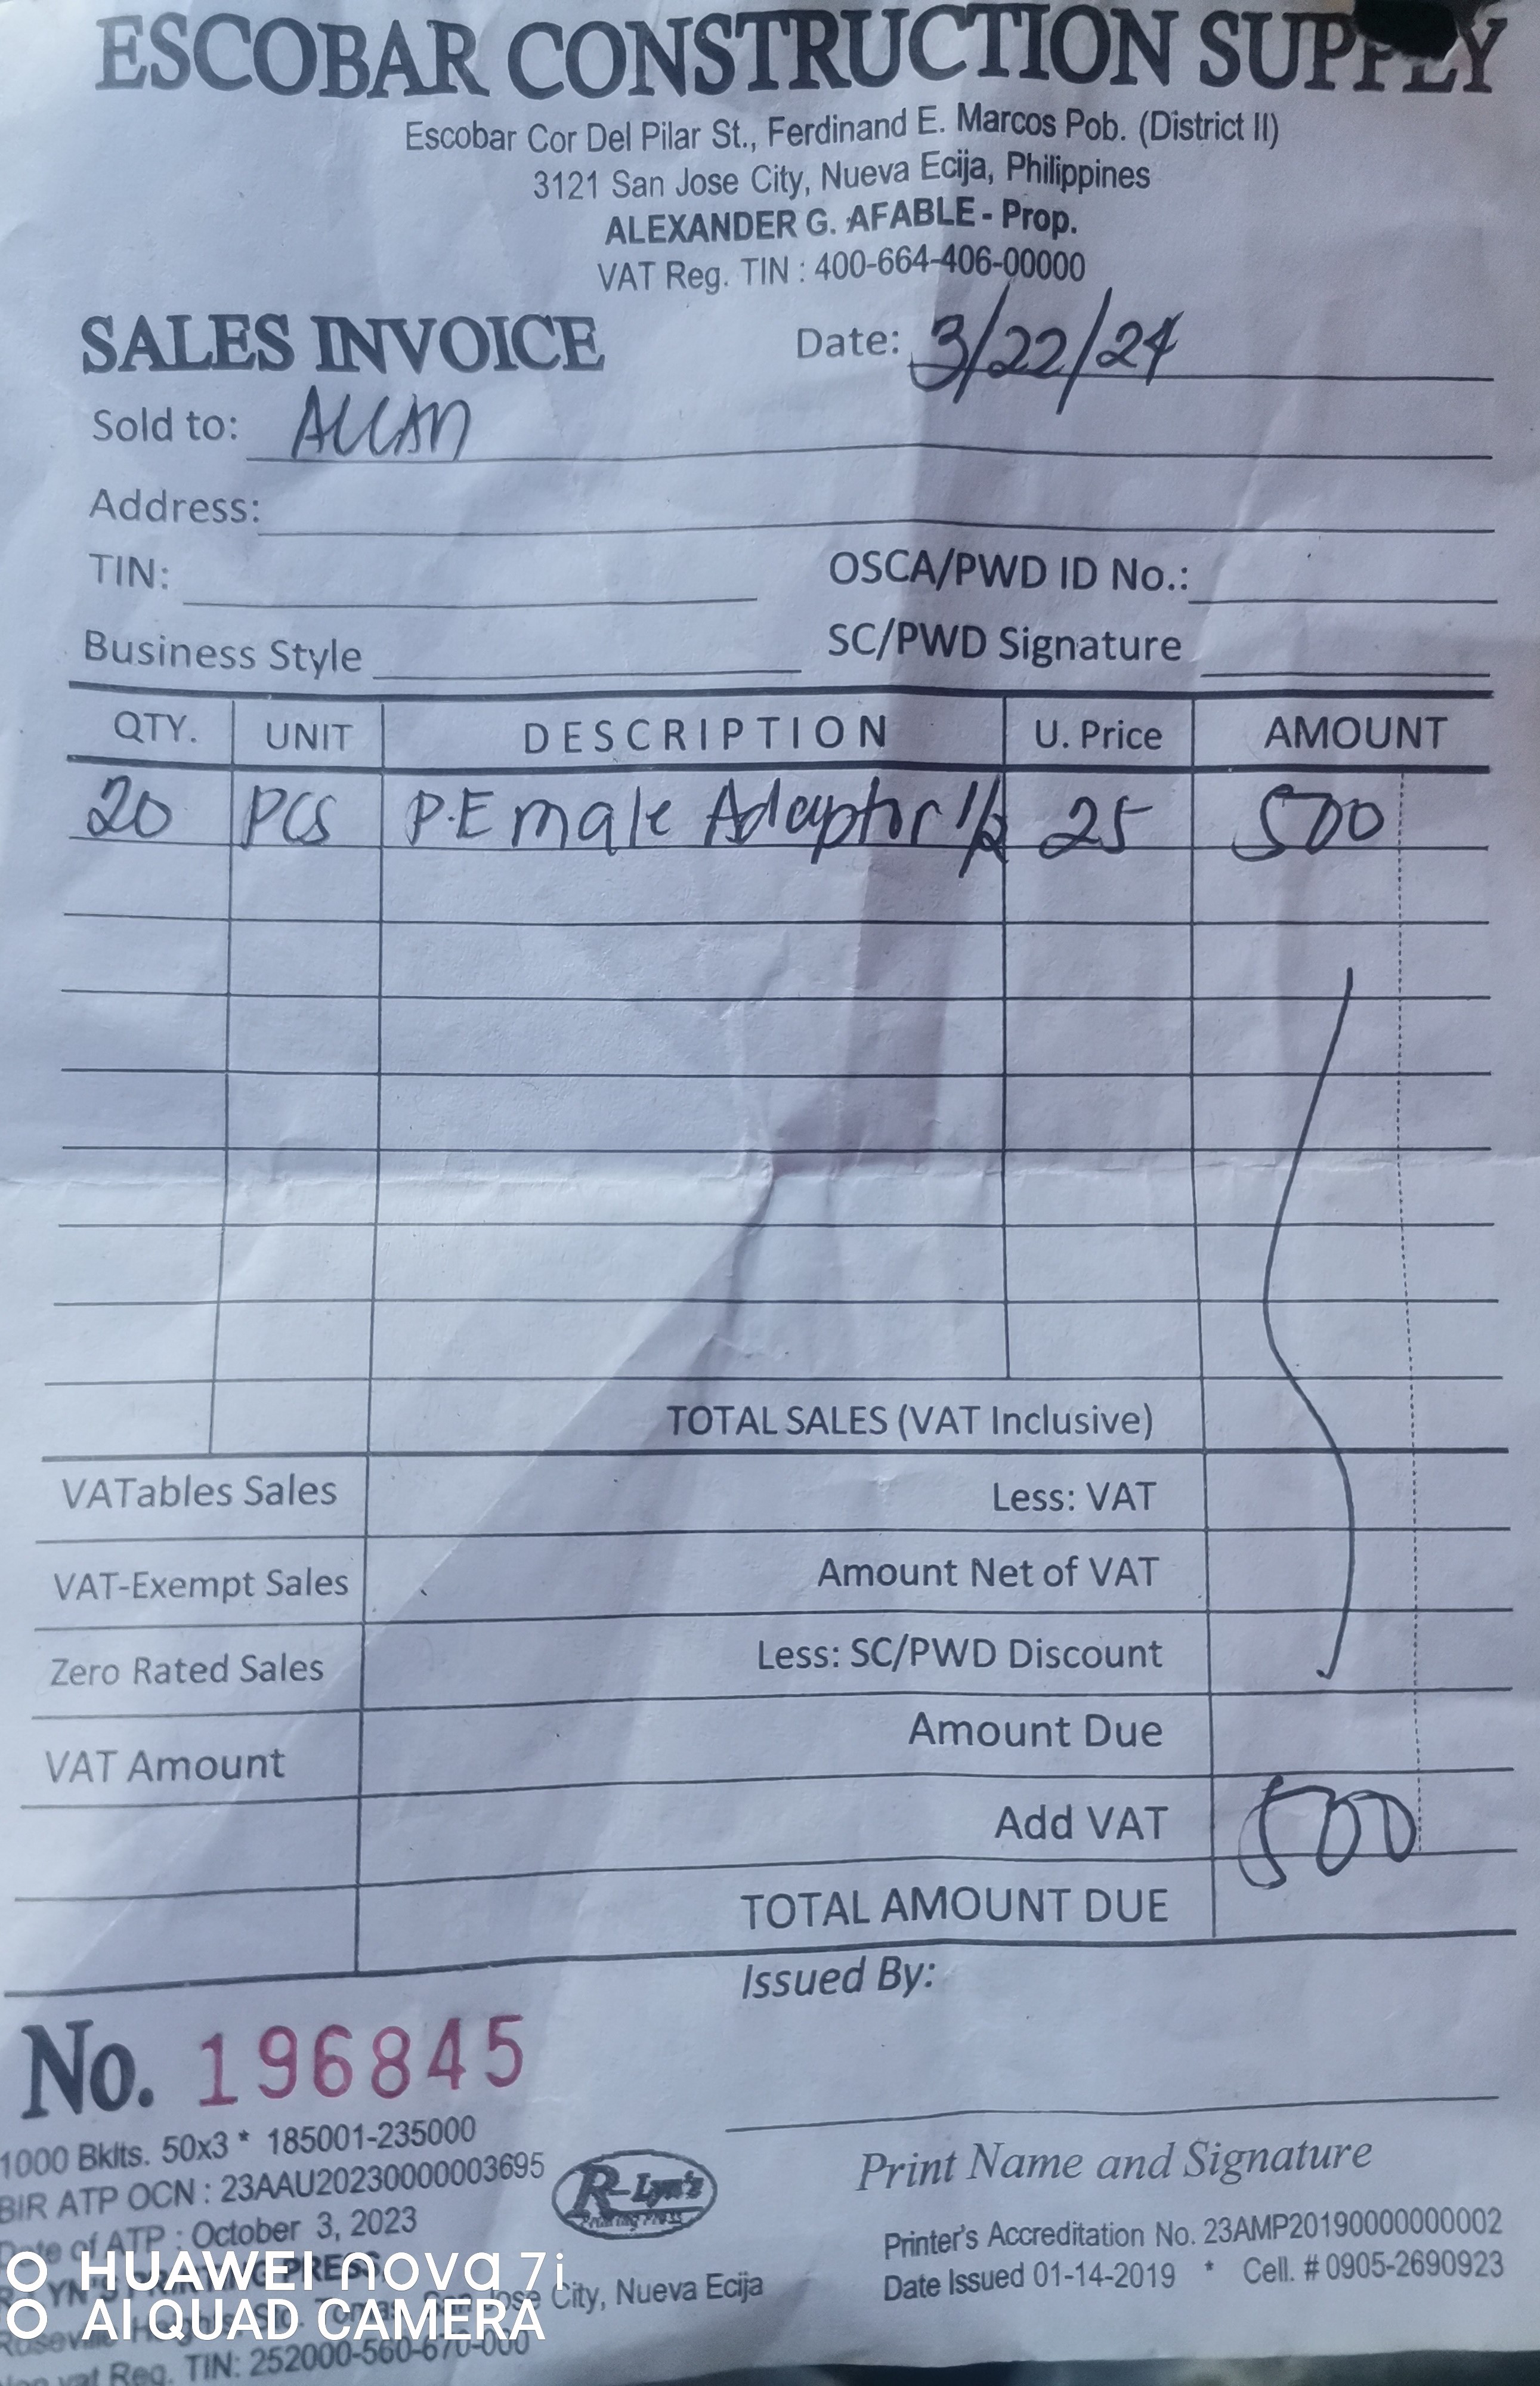 ESCOBAR CONSTRUCTION SUPPLY
Escobar Cor Del Pilar St., Ferdinand E. Marcos Pob. (District II)
3121 San Jose City, Nueva Ecija, Philippines
ALEXANDER G. AFABLE - Prop.
VAT Reg. TIN : 400-664-406-00000
SALES INVOICE Date: 3/22/24
Sold to: ALLAN
Address:
TIN: OSCA/PWD ID No.:
Business Style SC/PWD Signature
QTY. UNIT DESCRIPTION U. Price AMOUNT
20 PCS P.E male Adaptor 1/2 25 500
TOTAL SALES (VAT Inclusive)
VATables Sales Less: VAT
VAT-Exempt Sales Amount Net of VAT
Zero Rated Sales Less: SC/PWD Discount
VAT Amount Amount Due
Add VAT 500
TOTAL AMOUNT DUE
Issued By:
No. 196845
1000 Bklts. 50x3 * 185001-235000
BIR ATP OCN : 23AAU20230000003695
Date of ATP : October 3, 2023
R-Lyn'z
Printing Press
Print Name and Signature
Printer's Accreditation No. 23AMP20190000000002
Date Issued 01-14-2019 * Cell. # 0905-2690923
PRESS
San Jose City, Nueva Ecija
Reg. TIN: 252000-560-670-000
HUAWEI nova 7i
AI QUAD CAMERA